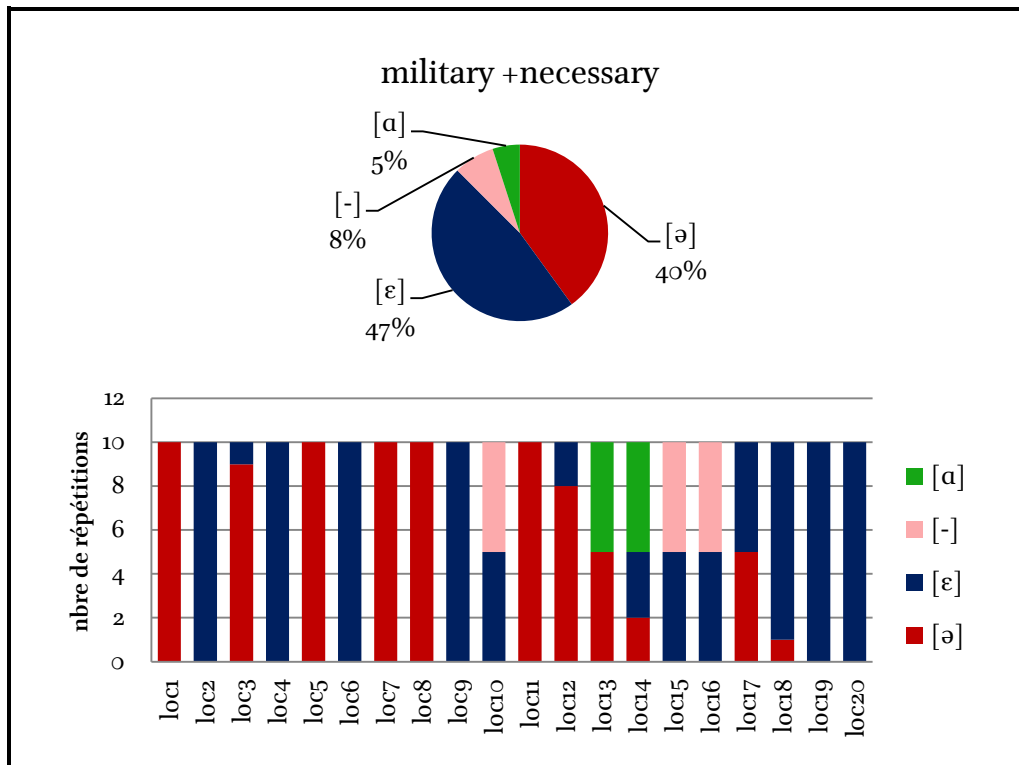 military +necessary
[ɑ]
5%
[-]
8%
[ə]
40%
[ɛ]
47%
12
10
8
6
4
2
0
nbre de répétitions
loc1 loc2 loc3 loc4 loc5 loc6 loc7 loc8 loc9 loc10 loc11 loc12 loc13 loc14 loc15 loc16 loc17 loc18 loc19 loc20
[ɑ]
[-]
[ɛ]
[ə]